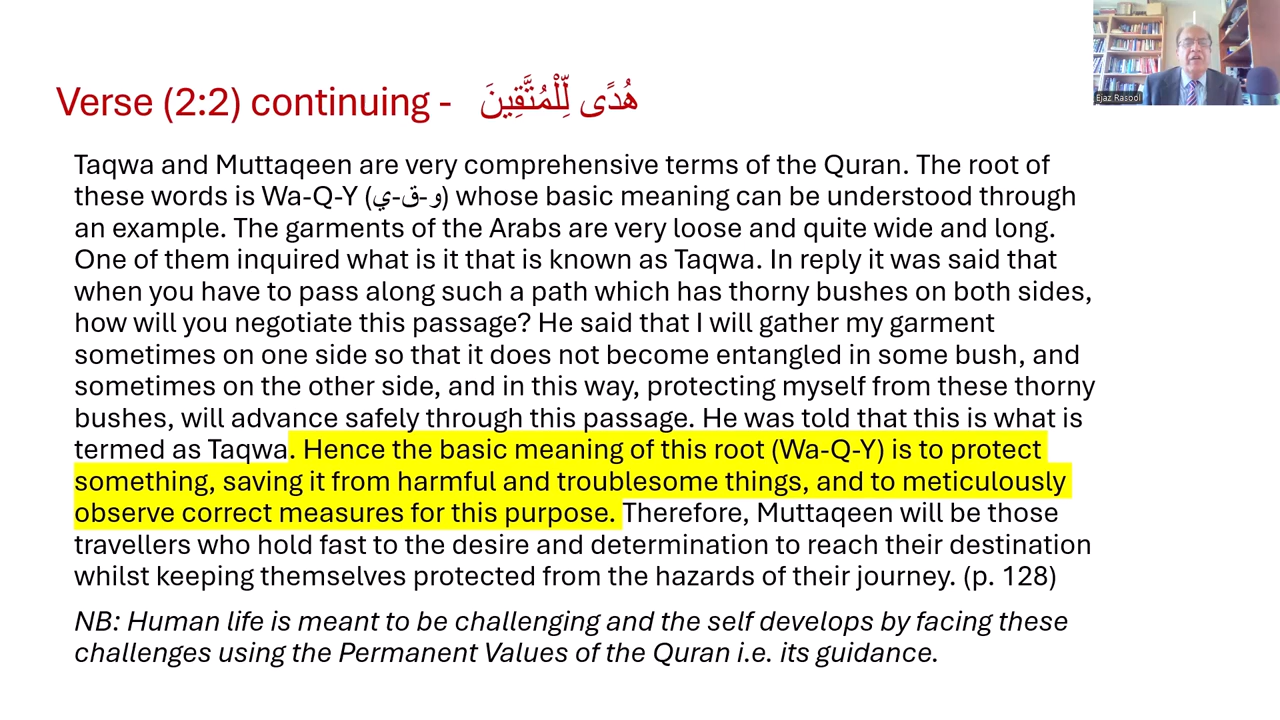 Verse (2:2) continuing - هُدًى لِّلْمُتَّقِينَ
Ejaz Rasool
Taqwa and Muttaqeen are very comprehensive terms of the Quran. The root of
these words is Wa-Q-Y (و-ق-ي) whose basic meaning can be understood through
an example. The garments of the Arabs are very loose and quite wide and long.
One of them inquired what is it that is known as Taqwa. In reply it was said that
when you have to pass along such a path which has thorny bushes on both sides,
how will you negotiate this passage? He said that I will gather my garment
sometimes on one side so that it does not become entangled in some bush, and
sometimes on the other side, and in this way, protecting myself from these thorny
bushes, will advance safely through this passage. He was told that this is what is
termed as Taqwa. Hence the basic meaning of this root (Wa-Q-Y) is to protect
something, saving it from harmful and troublesome things, and to meticulously
observe correct measures for this purpose. Therefore, Muttaqeen will be those
travellers who hold fast to the desire and determination to reach their destination
whilst keeping themselves protected from the hazards of their journey. (p. 128)
NB: Human life is meant to be challenging and the self develops by facing these
challenges using the Permanent Values of the Quran i.e. its guidance.